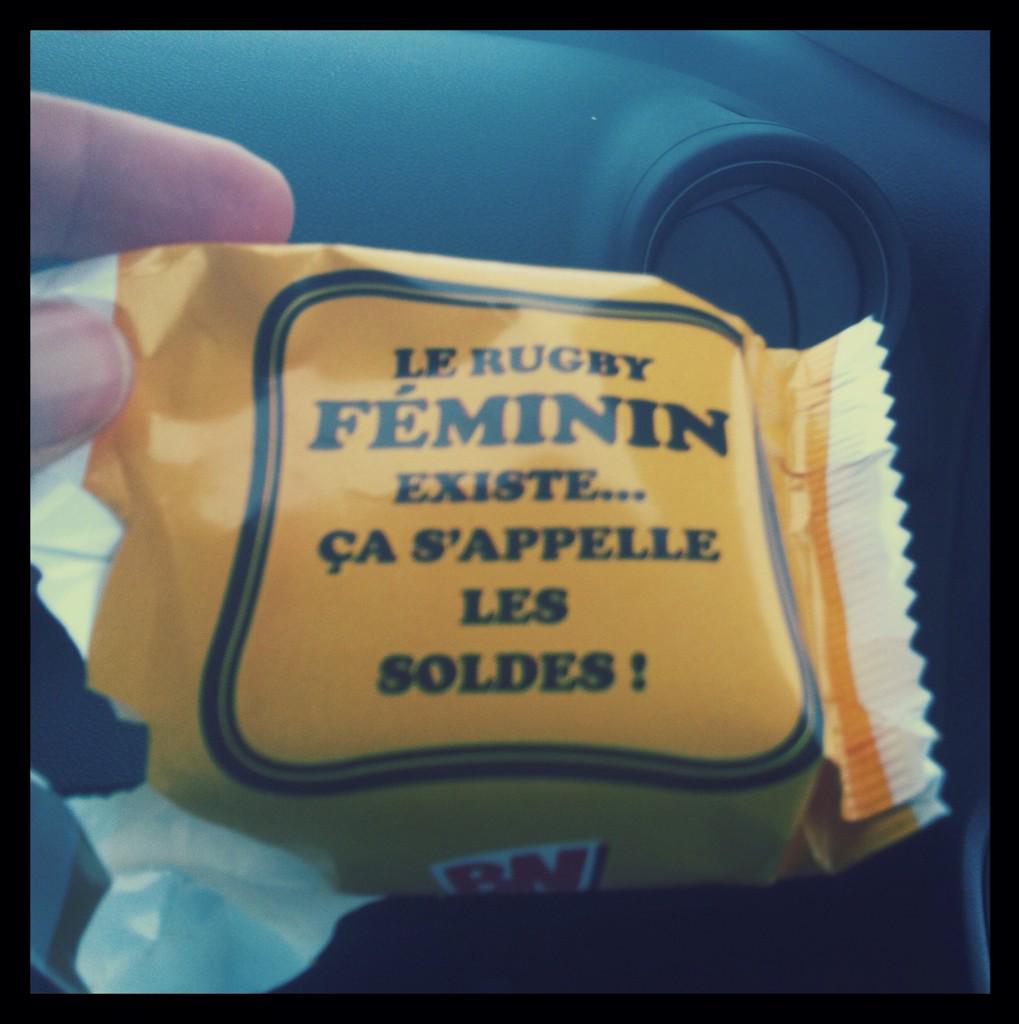 LE RUGBY
FÉMININ
EXISTE...
ÇA S'APPELLE
LES
SOLDES !
BN